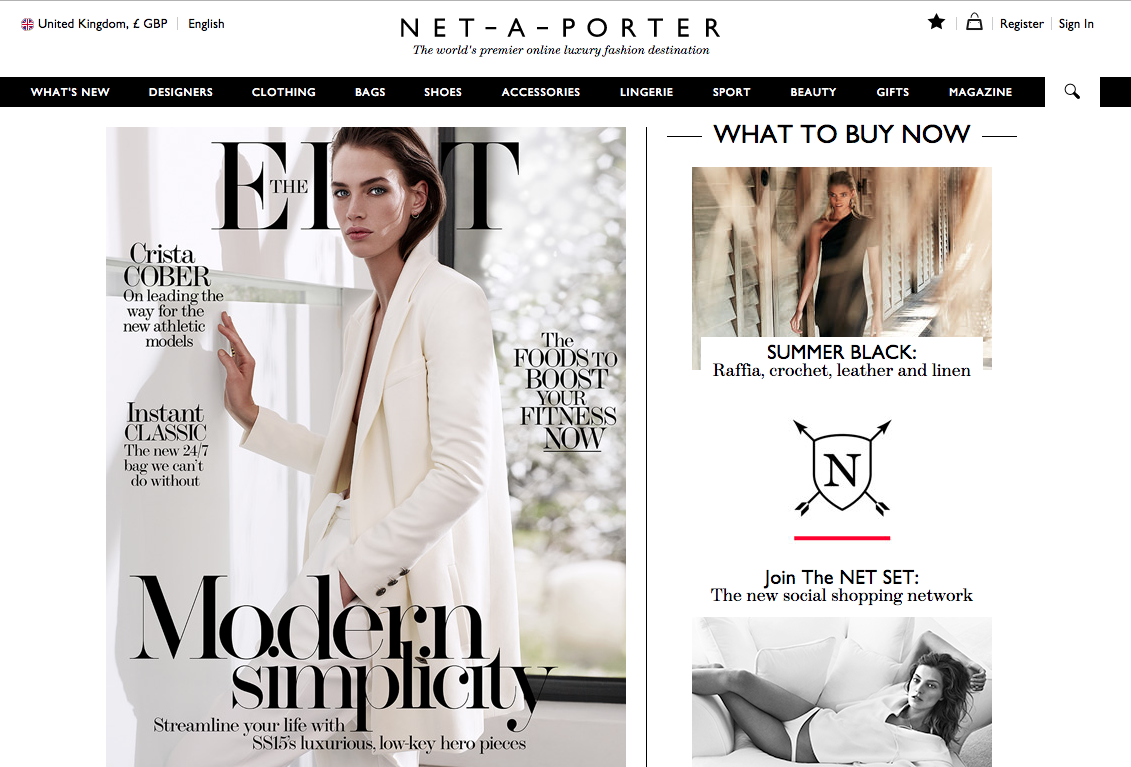 United Kingdom, £ GBP
English
NET-A-PORTER
The world's premier online luxury fashion destination
Register
Sign In
WHAT'S NEW
DESIGNERS
CLOTHING
BAGS
SHOES
ACCESSORIES
LINGERIE
SPORT
BEAUTY
GIFTS
MAGAZINE
THE
EDIT
Crista
COBER
On leading the
way for the
new athletic
models
Instant
CLASSIC
The new 24/7
bag we can't
do without
The
FOODS TO
BOOST
YOUR
FITNESS
NOW
Modern
simplicity
Streamline your life with
SS15's luxurious, low-key hero pieces
WHAT TO BUY NOW
SUMMER BLACK:
Raffia, crochet, leather and linen
N
Join The NET SET:
The new social shopping network